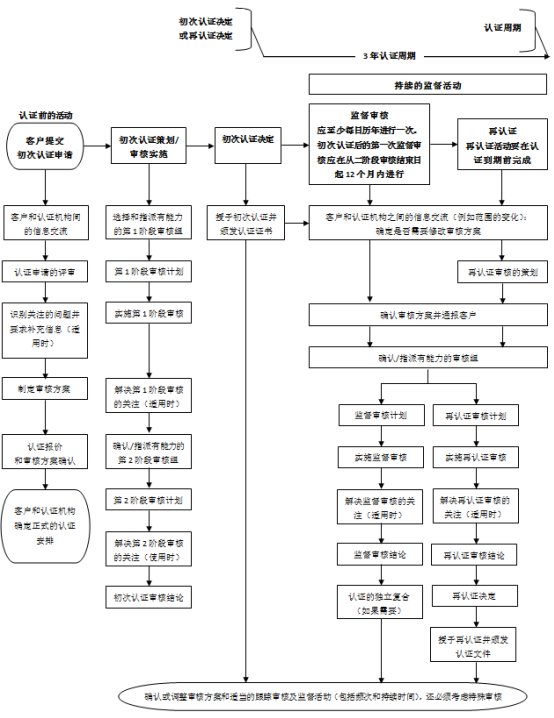 初次认证决定
或再认证决定
认证周期
3年认证周期
持续的监督活动
认证前的活动
客户提交
初次认证申请
初次认证策划/
审核实施
初次认证决定
监督审核
应至少每日历年进行一次。
初次认证后的第一次监督审
核应在从二阶段审核结束日
起12个月内进行
再认证
再认证活动要在认
证到期前完成
客户和认证机构间
的信息交流
选择和指派有能力
的第1阶段审核组
授予初次认证并
颁发认证证书
客户和认证机构之间的信息交流（例如范围的变化）；
确定是否需要修改审核方案
认证申请的评审
第1阶段审核计划
再认证审核的策划
识别关注的问题并
要求补充信息（适
用时）
实施第1阶段审核
确认审核方案并通报客户
确认/指派有能力的审核组
制定审核方案
解决第1阶段审核
的关注（适用时）
监督审核计划
再认证审核计划
认证报价
和审核方案确认
确认/指派有能力的
第2阶段审核组
实施监督审核
实施再认证审核
客户和认证机构
确定正式的认证
安排
第2阶段审核计划
解决监督审核的关
注（适用时）
解决再认证审核的
关注（适用时）
解决第2阶段审核
的关注（使用时）
监督审核结论
再认证审核结论
初次认证审核结论
认证的独立复合
（如果需要）
再认证决定
授予再认证并颁发
认证文件
确认或调整审核方案和适当的跟踪审核及监督活动（包括频次和持续时间），还必须考虑特殊审核